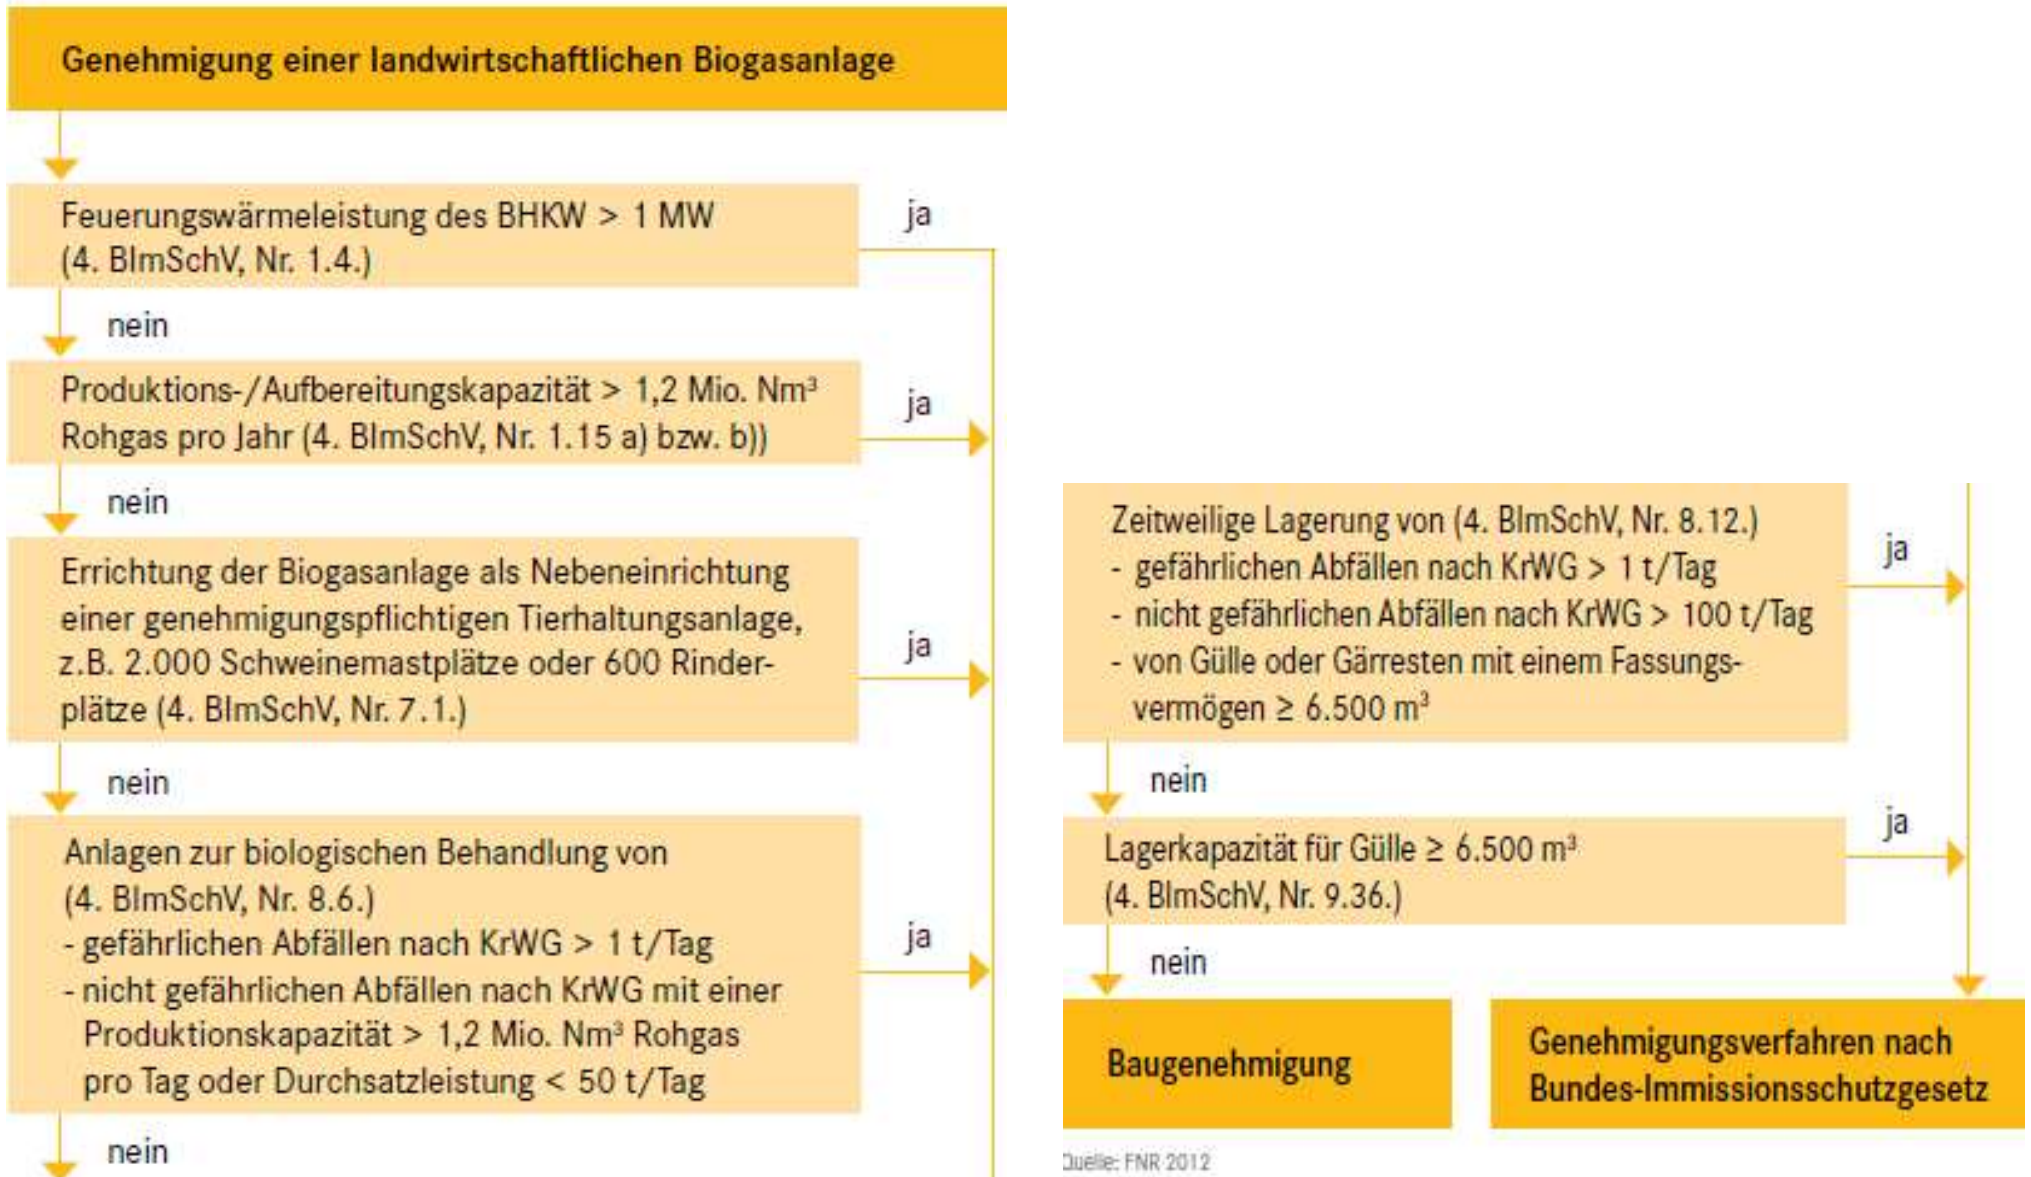 Genehmigung einer landwirtschaftlichen Biogasanlage
Feuerungswärmeleistung des BHKW > 1 MW
(4. BImSchV, Nr. 1.4.)
ja
nein
Produktions-/Aufbereitungskapazität > 1,2 Mio. Nm³
Rohgas pro Jahr (4. BImSchV, Nr. 1.15 a) bzw. b))
ja
nein
Errichtung der Biogasanlage als Nebeneinrichtung
einer genehmigungspflichtigen Tierhaltungsanlage,
z.B. 2.000 Schweinemastplätze oder 600 Rinder-
plätze (4. BImSchV, Nr. 7.1.)
ja
nein
Anlagen zur biologischen Behandlung von
(4. BImSchV, Nr. 8.6.)
- gefährlichen Abfällen nach KrWG > 1 t/Tag
- nicht gefährlichen Abfällen nach KrWG mit einer
Produktionskapazität > 1,2 Mio. Nm³ Rohgas
pro Tag oder Durchsatzleistung < 50 t/Tag
ja
nein
Zeitweilige Lagerung von (4. BImSchV, Nr. 8.12.)
- gefährlichen Abfällen nach KrWG > 1 t/Tag
- nicht gefährlichen Abfällen nach KrWG > 100 t/Tag
- von Gülle oder Gärresten mit einem Fassungs-
vermögen ≥ 6.500 m³
ja
nein
Lagerkapazität für Gülle ≥ 6.500 m³
(4. BImSchV, Nr. 9.36.)
ja
nein
Baugenehmigung
Genehmigungsverfahren nach
Bundes-Immissionsschutzgesetz
Quelle: FNR 2012